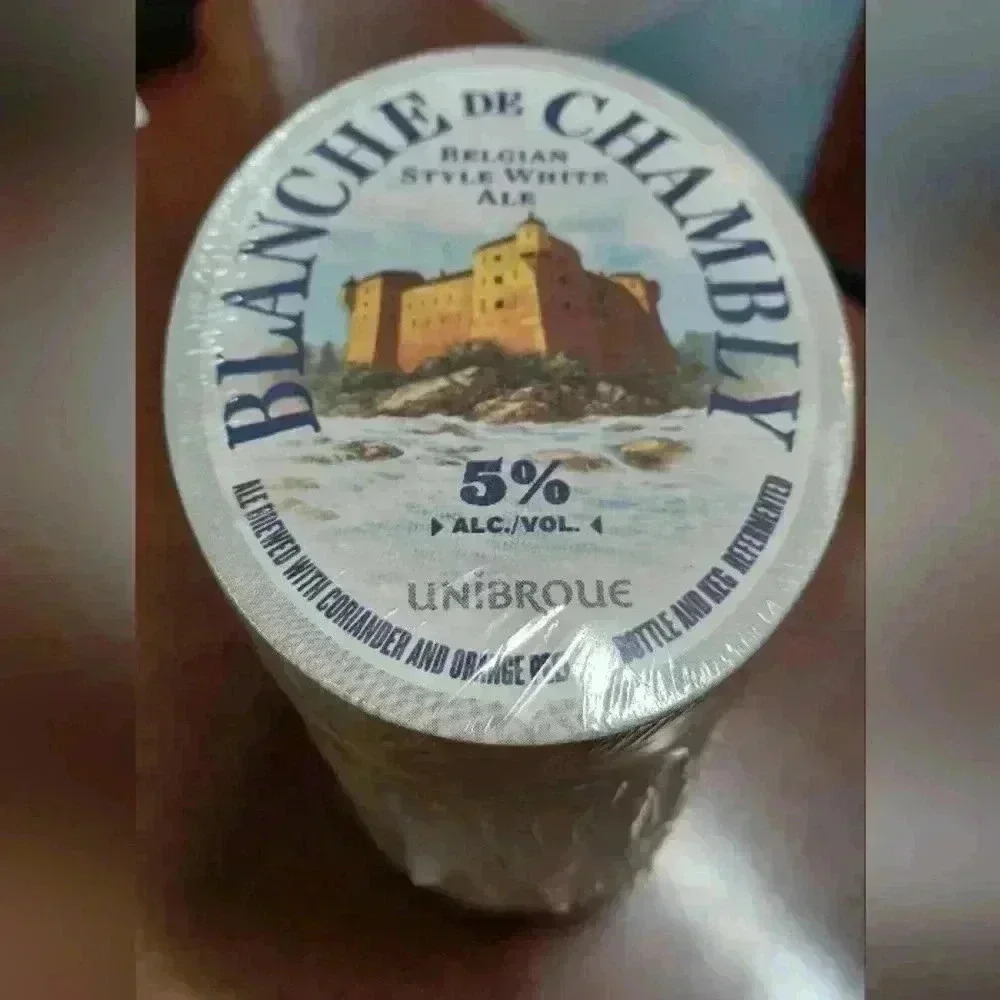 BLANCHE DE CHAMBLY
BELGIAN
STYLE WHITE
ALE
5%
ALC./VOL.
UNIBROUE
ALE BREWED WITH CORIANDER AND ORANGE PEEL
BOTTLE AND KEG REFERMENTED